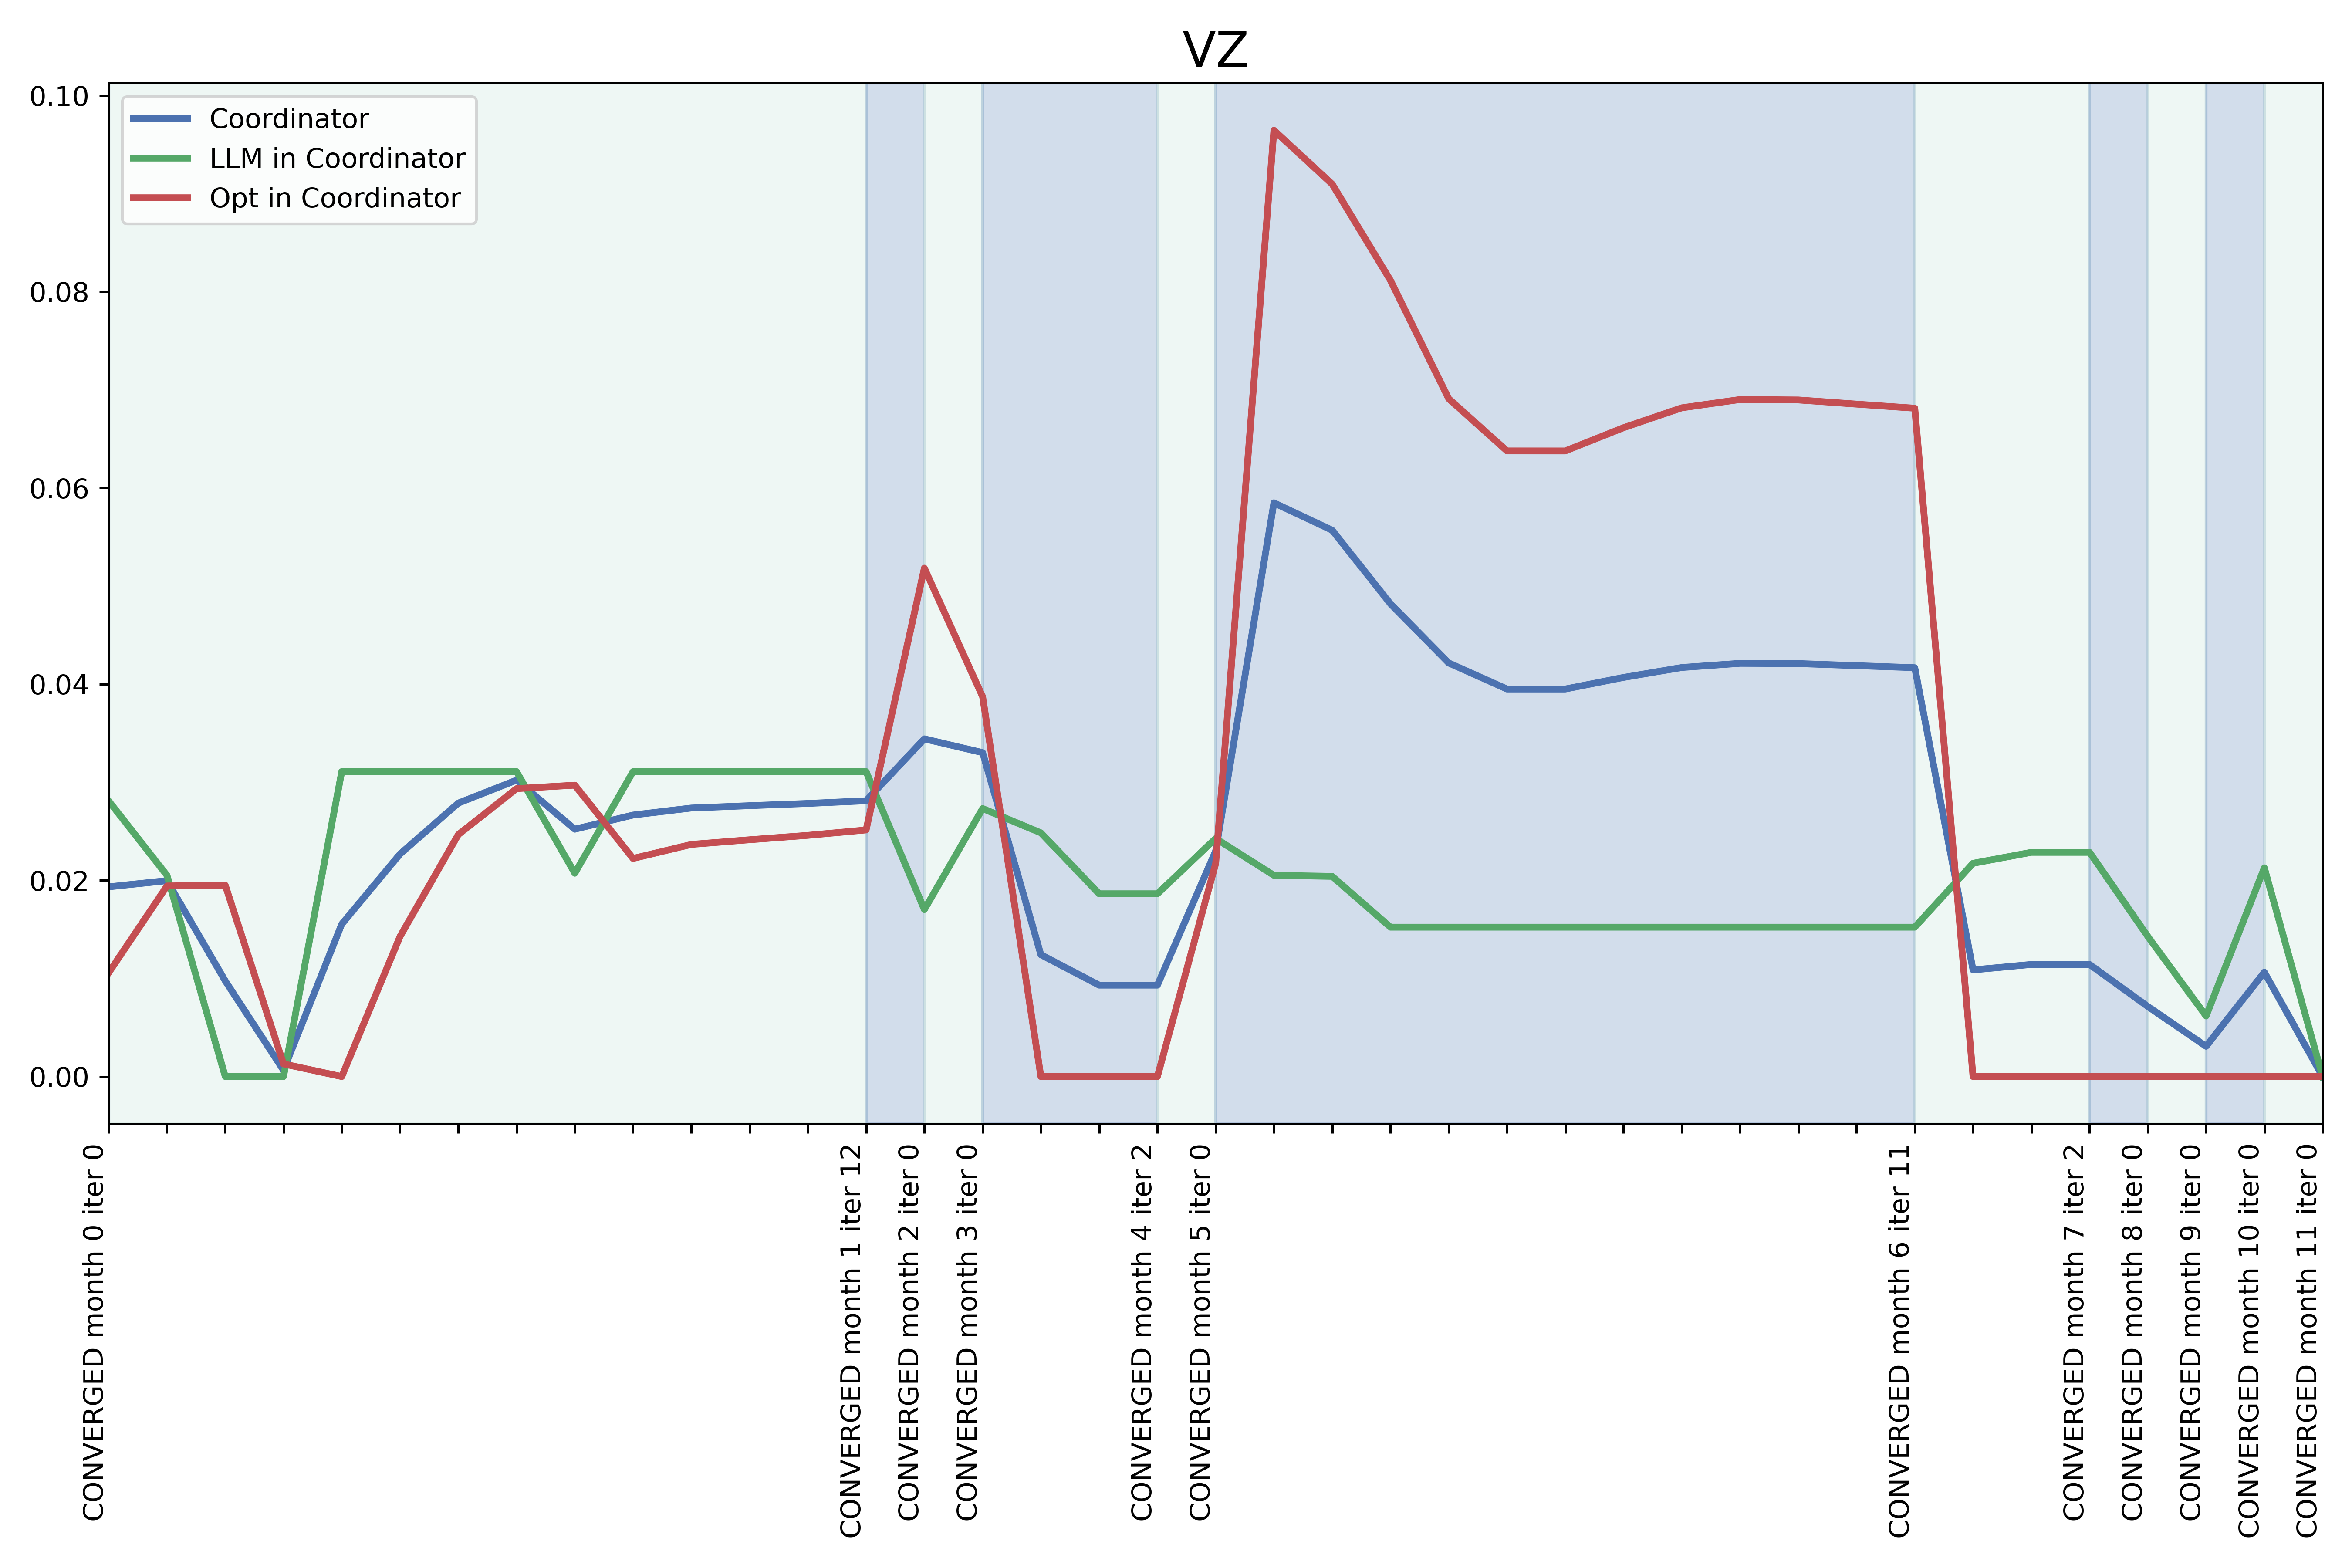 VZ
0.10
0.08
0.06
0.04
0.02
0.00
Coordinator
LLM in Coordinator
Opt in Coordinator
CONVERGED month 0 iter 0
CONVERGED month 1 iter 12
CONVERGED month 2 iter 0
CONVERGED month 3 iter 0
CONVERGED month 4 iter 2
CONVERGED month 5 iter 0
CONVERGED month 6 iter 11
CONVERGED month 7 iter 2
CONVERGED month 8 iter 0
CONVERGED month 9 iter 0
CONVERGED month 10 iter 0
CONVERGED month 11 iter 0